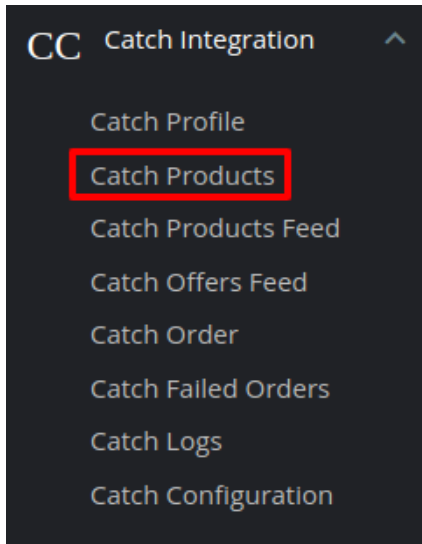 CC Catch Integration
Catch Profile
Catch Products
Catch Products Feed
Catch Offers Feed
Catch Order
Catch Failed Orders
Catch Logs
Catch Configuration